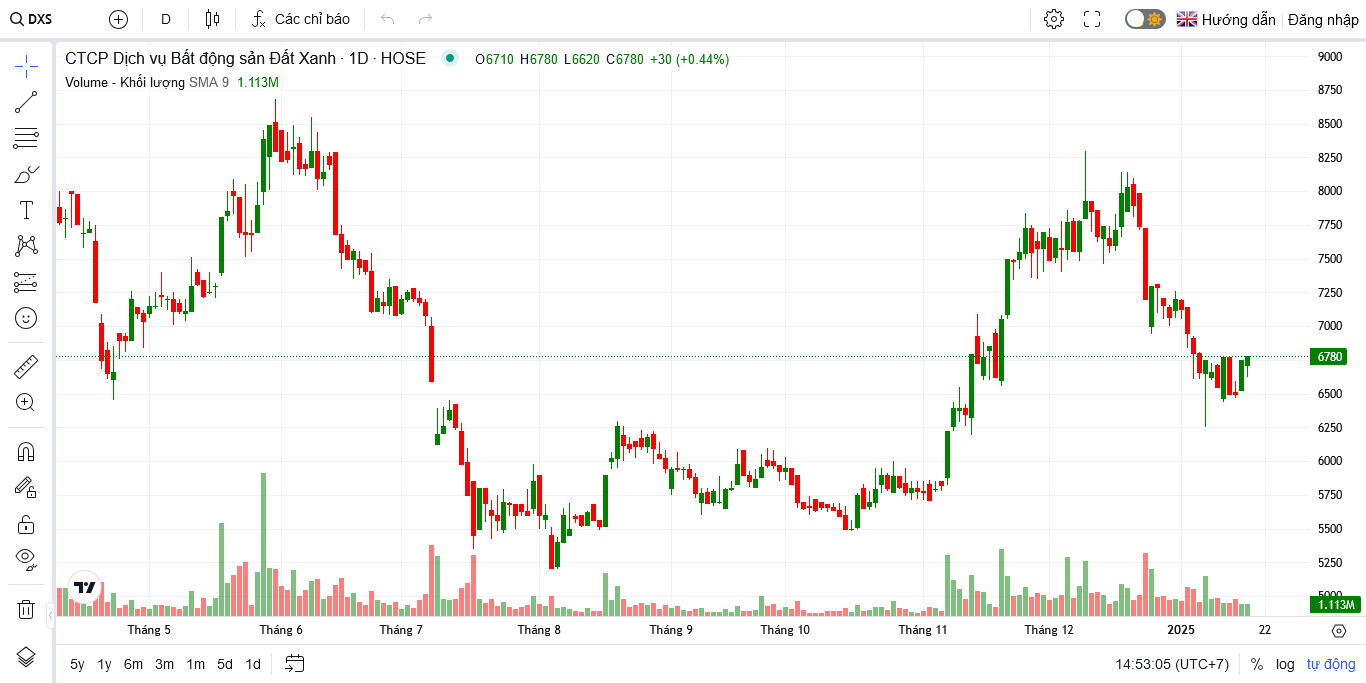 DXS D Các chỉ báo Hướng dẫn Đăng nhập
CTCP Dịch vụ Bất động sản Đất Xanh · 1D · HOSE O6710 H6780 L6620 C6780 +30 (+0.44%)
Volume - Khối lượng SMA 9 1.113M
9000
8750
8500
8250
8000
7750
7500
7250
7000
6780
6500
6250
6000
5750
5500
5250
5000
1.113M
Tháng 5 Tháng 6 Tháng 7 Tháng 8 Tháng 9 Tháng 10 Tháng 11 Tháng 12 2025 22
5y 1y 6m 3m 1m 5d 1d 14:53:05 (UTC+7) % log tự động